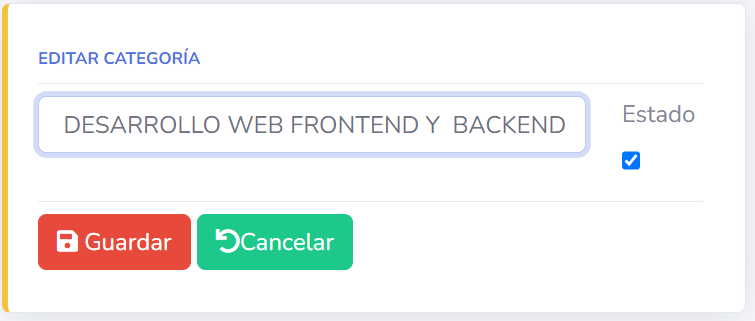 EDITAR CATEGORÍA
DESARROLLO WEB FRONTEND Y  BACKEND
Estado
Guardar
Cancelar